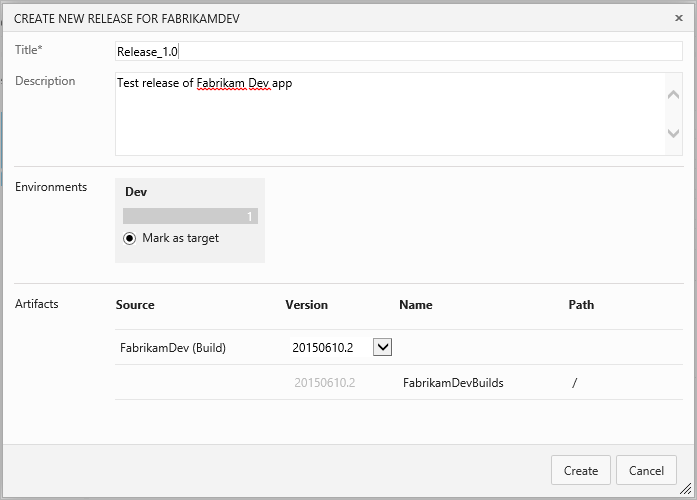 CREATE NEW RELEASE FOR FABRIKAMDEV
Title* Release_1.0
Description Test release of Fabrikam Dev app
Environments Dev
1
Mark as target
Artifacts Source Version Name Path
FabrikamDev (Build) 20150610.2
20150610.2 FabrikamDevBuilds /
Create Cancel